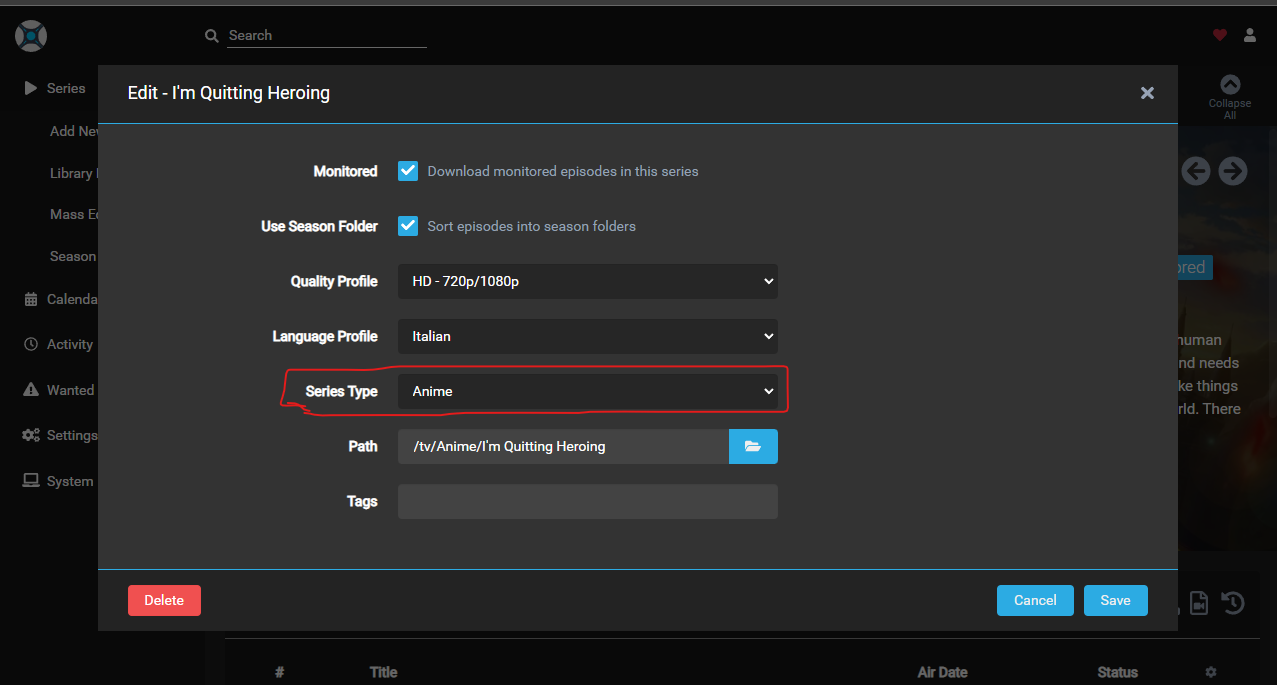 Search
Series
Add Ne
Library
Mass E
Season
Calenda
Activity
Wanted
Settings
System
Edit - I'm Quitting Heroing
Monitored
Download monitored episodes in this series
Use Season Folder
Sort episodes into season folders
Quality Profile
HD - 720p/1080p
Language Profile
Italian
Series Type
Anime
Path
/tv/Anime/I'm Quitting Heroing
Tags
Delete
Cancel
Save
Collapse
All
ored
human
nd needs
ke things
rld. There
# Title Air Date Status